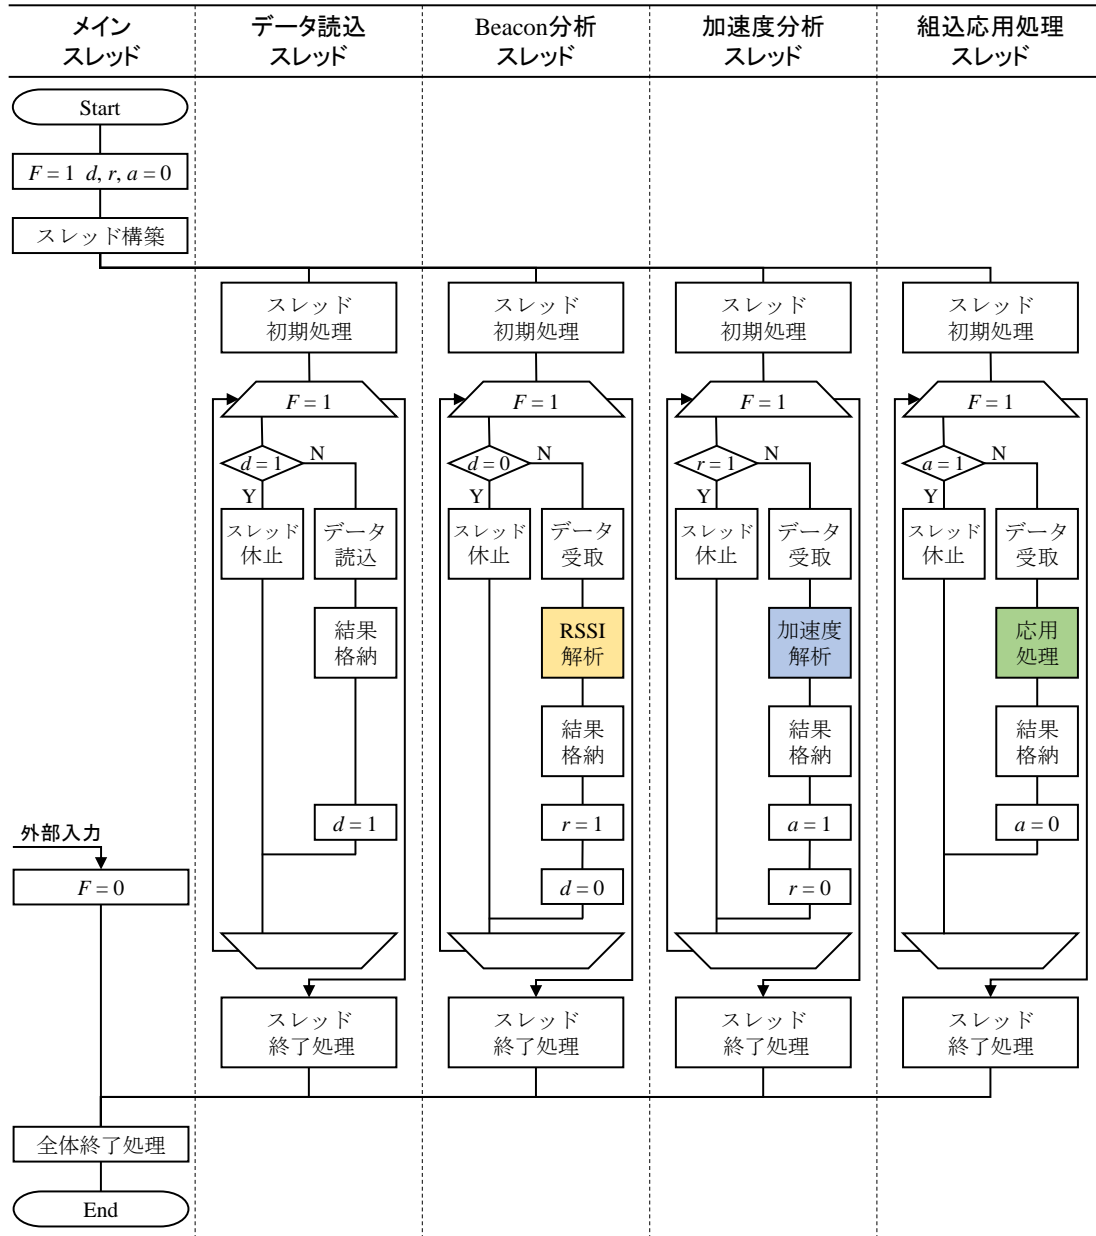 メイン
スレッド
データ読込
スレッド
Beacon分析
スレッド
加速度分析
スレッド
組込応用処理
スレッド
Start
F = 1 d, r, a = 0
スレッド構築
スレッド
初期処理
スレッド
初期処理
スレッド
初期処理
スレッド
初期処理
F = 1
F = 1
F = 1
F = 1
d = 1
N
Y
d = 0
N
Y
r = 1
N
Y
a = 1
N
Y
スレッド
休止
データ
読込
スレッド
休止
データ
受取
スレッド
休止
データ
受取
スレッド
休止
データ
受取
結果
格納
RSSI
解析
加速度
解析
応用
処理
結果
格納
結果
格納
結果
格納
d = 1
r = 1
a = 1
a = 0
外部入力
F = 0
d = 0
r = 0
スレッド
終了処理
スレッド
終了処理
スレッド
終了処理
スレッド
終了処理
全体終了処理
End